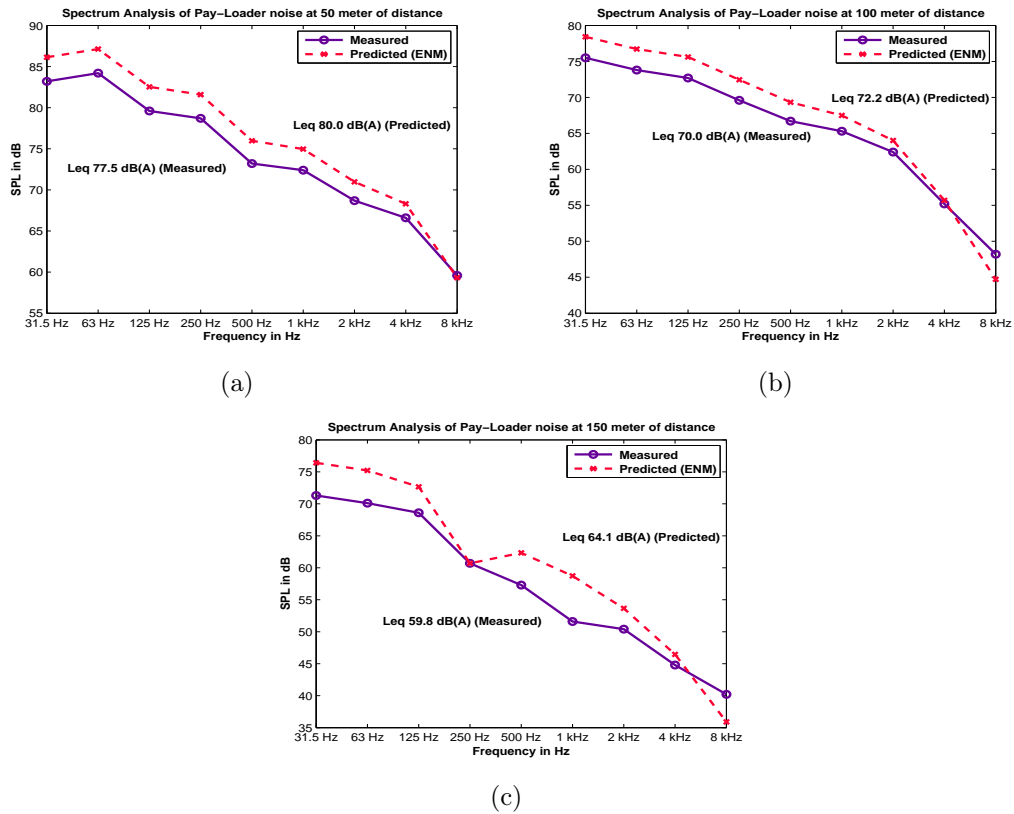 Spectrum Analysis of Pay−Loader noise at 50 meter of distance
90
85
80
75
70
65
60
55
SPL in dB
Measured
Predicted (ENM)
Leq 80.0 dB(A) (Predicted)
Leq 77.5 dB(A) (Measured)
31.5 Hz 63 Hz 125 Hz 250 Hz 500 Hz 1 kHz 2 kHz 4 kHz 8 kHz
Frequency in Hz
(a)
Spectrum Analysis of Pay−Loader noise at 100 meter of distance
80
75
70
65
60
55
50
45
40
SPL in dB
Measured
Predicted (ENM)
Leq 72.2 dB(A) (Predicted)
Leq 70.0 dB(A) (Measured)
31.5 Hz 63 Hz 125 Hz 250 Hz 500 Hz 1 kHz 2 kHz 4 kHz 8 kHz
Frequency in Hz
(b)
Spectrum Analysis of Pay−Loader noise at 150 meter of distance
80
75
70
65
60
55
50
45
40
35
SPL in dB
Measured
Predicted (ENM)
Leq 64.1 dB(A) (Predicted)
Leq 59.8 dB(A) (Measured)
31.5 Hz 63 Hz 125 Hz 250 Hz 500 Hz 1 kHz 2 kHz 4 kHz 8 kHz
Frequency in Hz
(c)